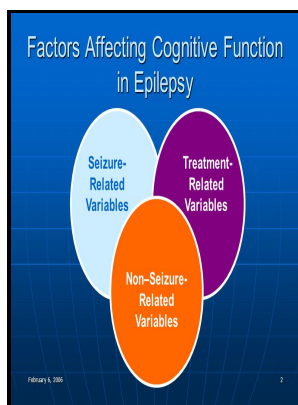 Factors Affecting Cognitive Function
in Epilepsy
Seizure-
Related
Variables
Treatment-
Related
Variables
Non–Seizure-
Related
Variables
February 6, 2006
2